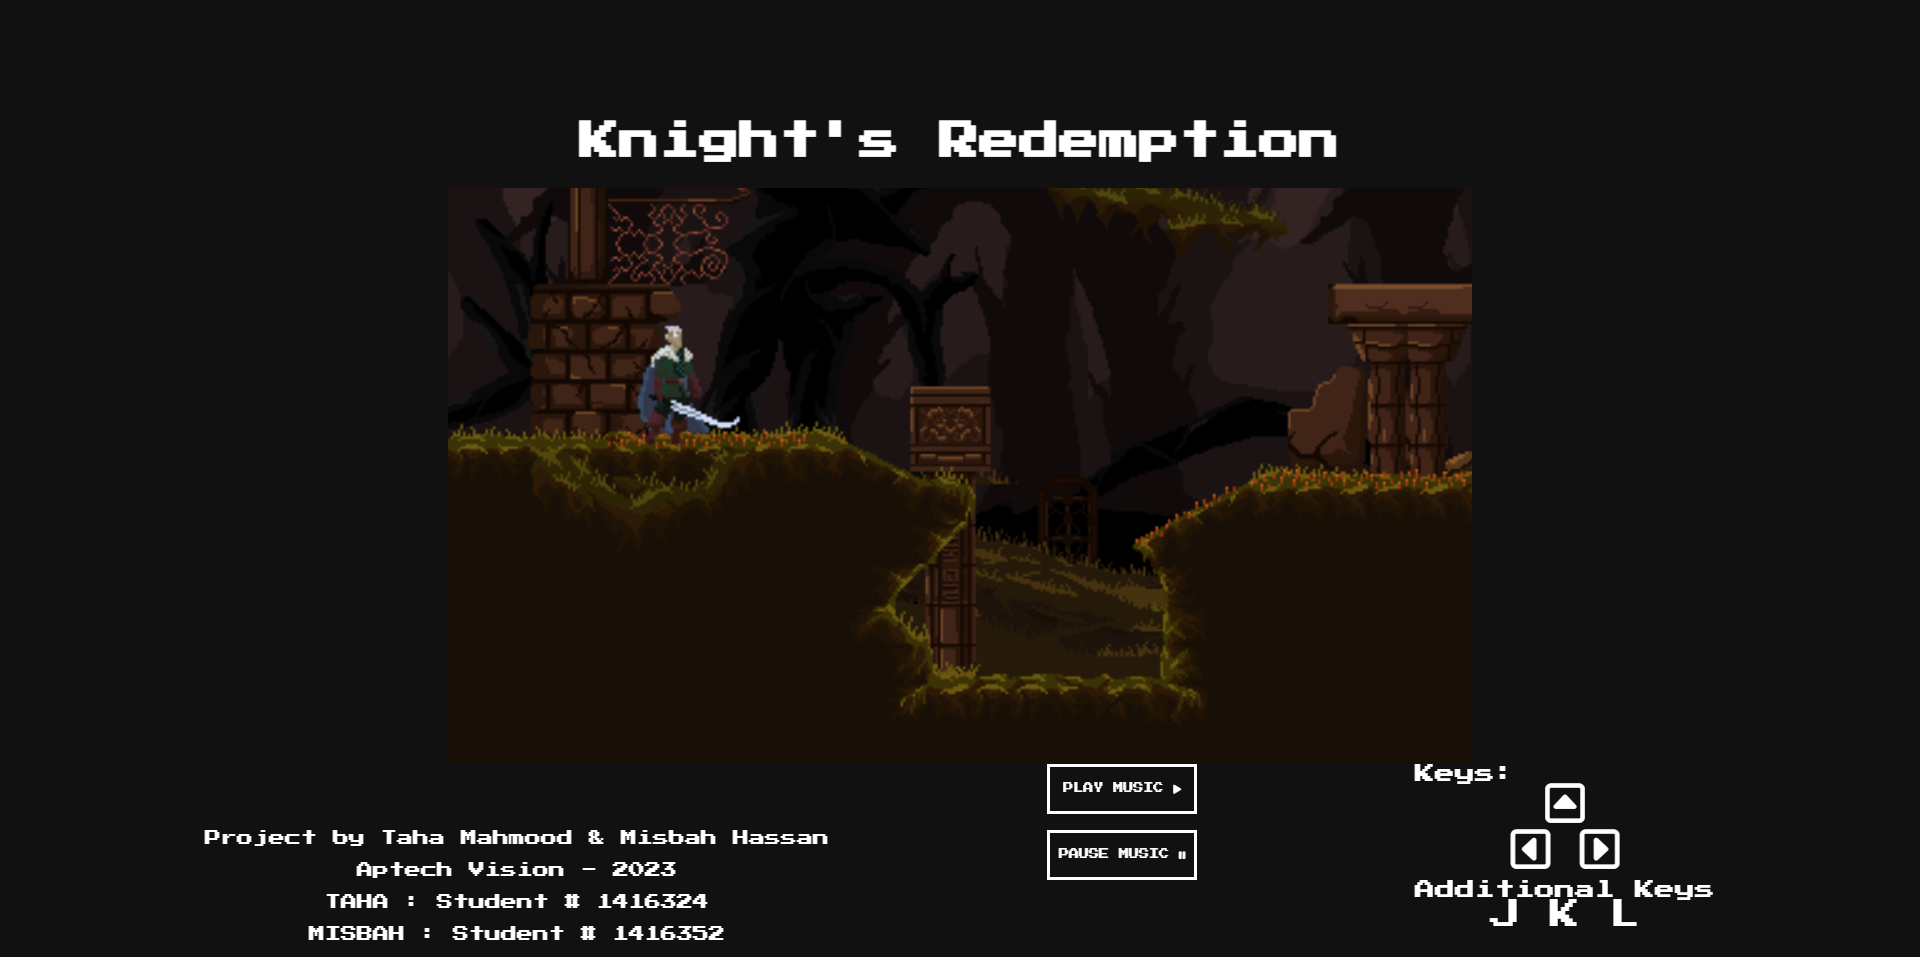 Knight's Redemption
PLAY MUSIC
PAUSE MUSIC
Project by Taha Mahmood & Misbah Hassan
Aptech Vision - 2023
TAHA : Student # 1416324
MISBAH : Student # 1416352
Keys:
Additional Keys
J K L